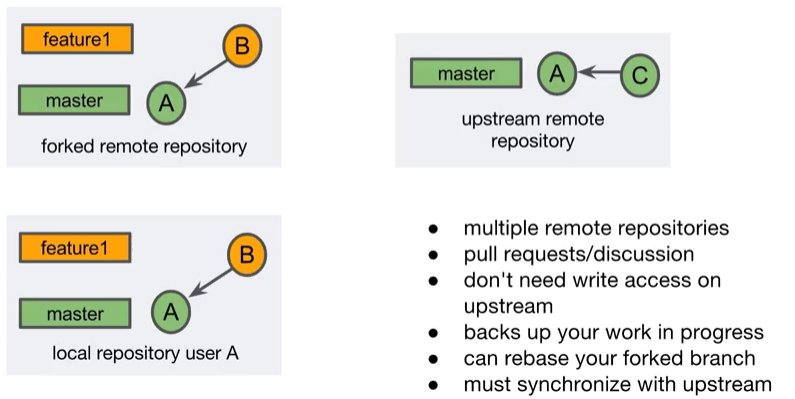 feature1
B
master
A
forked remote repository
master
A
C
upstream remote
repository
feature1
B
master
A
local repository user A
● multiple remote repositories
● pull requests/discussion
● don't need write access on
upstream
● backs up your work in progress
● can rebase your forked branch
● must synchronize with upstream